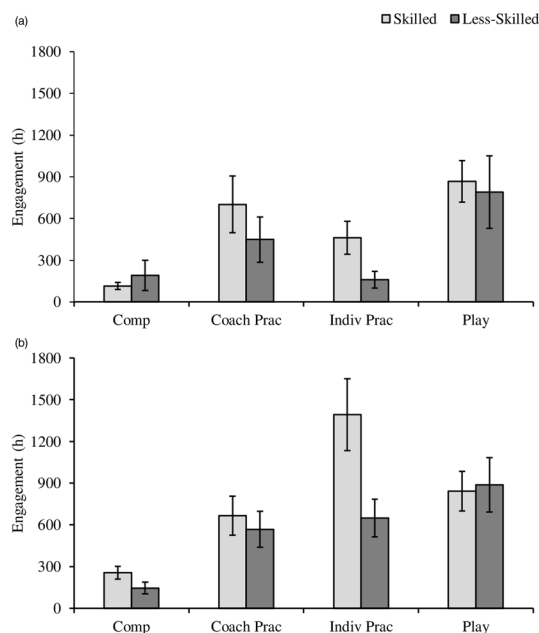 (a)
Skilled Less-Skilled
1800
1500
1200
900
600
300
0
Engagement (h)
Comp Coach Prac Indiv Prac Play
(b)
1800
1500
1200
900
600
300
0
Engagement (h)
Comp Coach Prac Indiv Prac Play